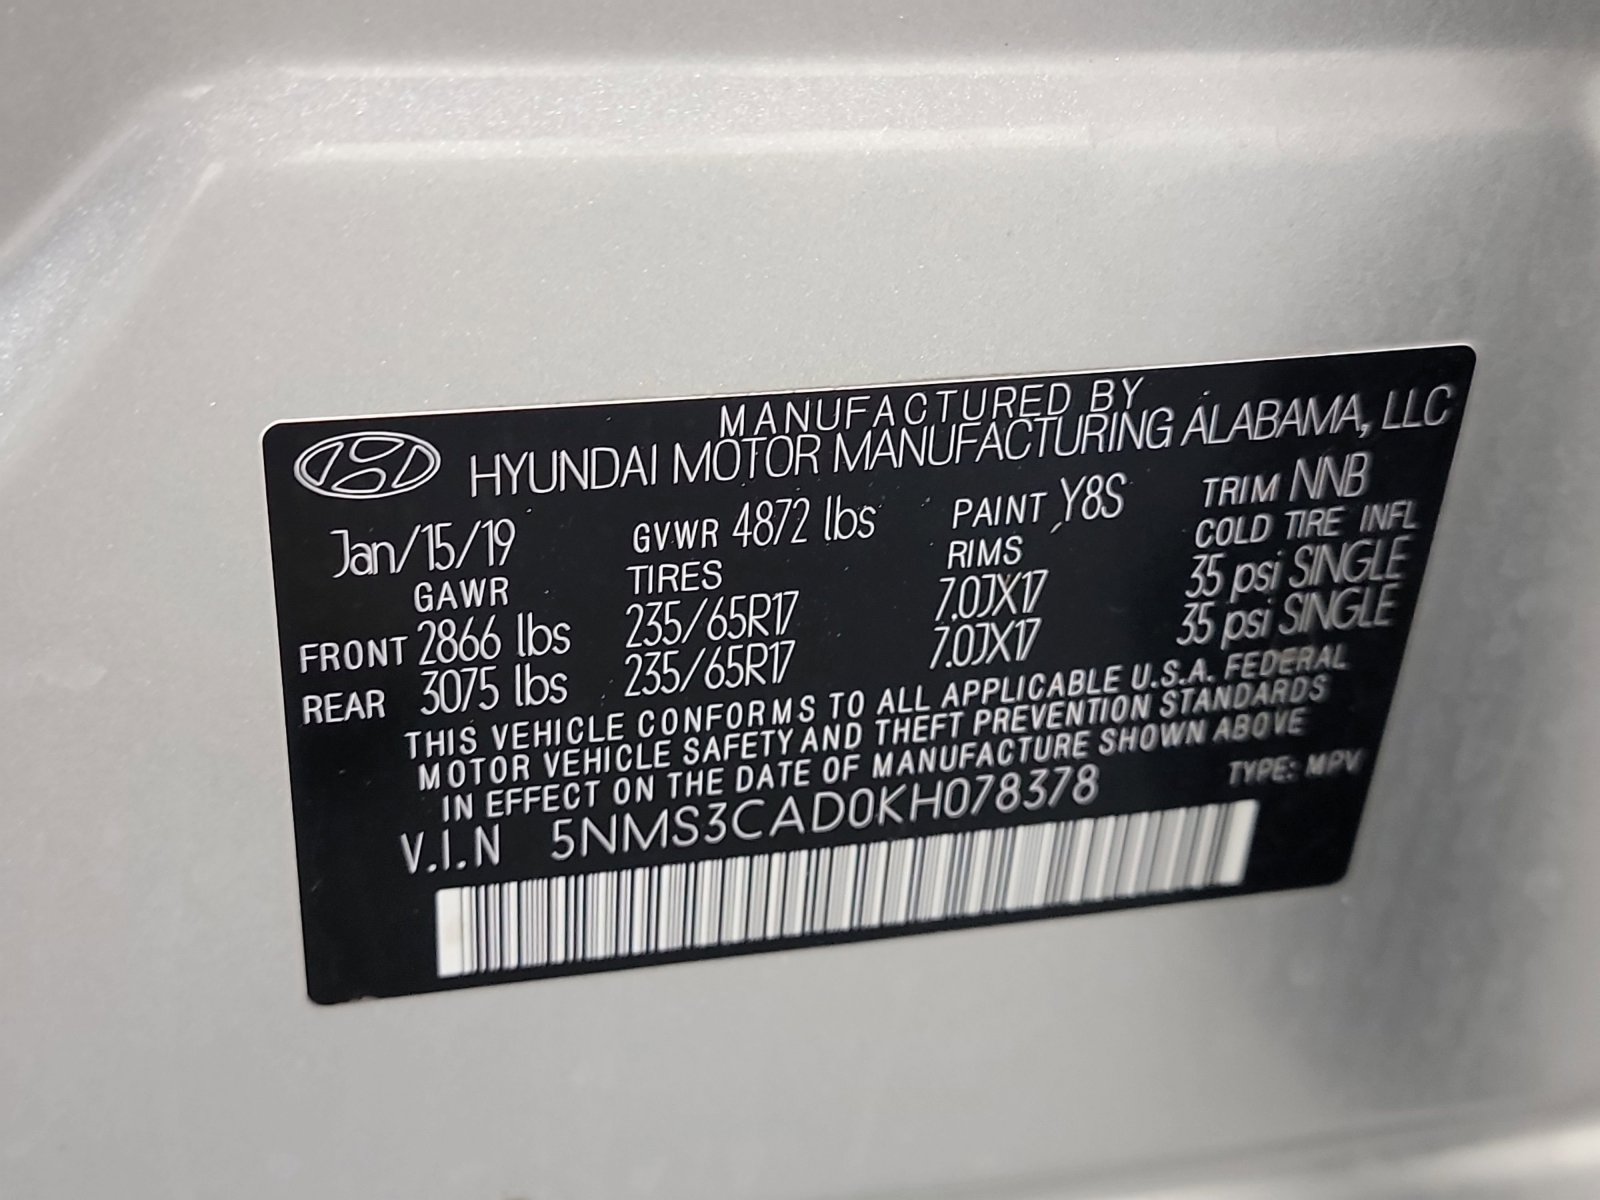 MANUFACTURED BY
HYUNDAI MOTOR MANUFACTURING ALABAMA, LLC
Jan/15/19 GVWR 4872 lbs PAINT Y8S TRIM NNB
GAWR TIRES RIMS COLD TIRE INFL
FRONT 2866 lbs 235/65R17 7.0JX17 35 psi SINGLE
REAR 3075 lbs 235/65R17 7.0JX17 35 psi SINGLE
THIS VEHICLE CONFORMS TO ALL APPLICABLE U.S.A. FEDERAL
MOTOR VEHICLE SAFETY AND THEFT PREVENTION STANDARDS
IN EFFECT ON THE DATE OF MANUFACTURE SHOWN ABOVE
V.I.N 5NMS3CAD0KH078378 TYPE: MPV